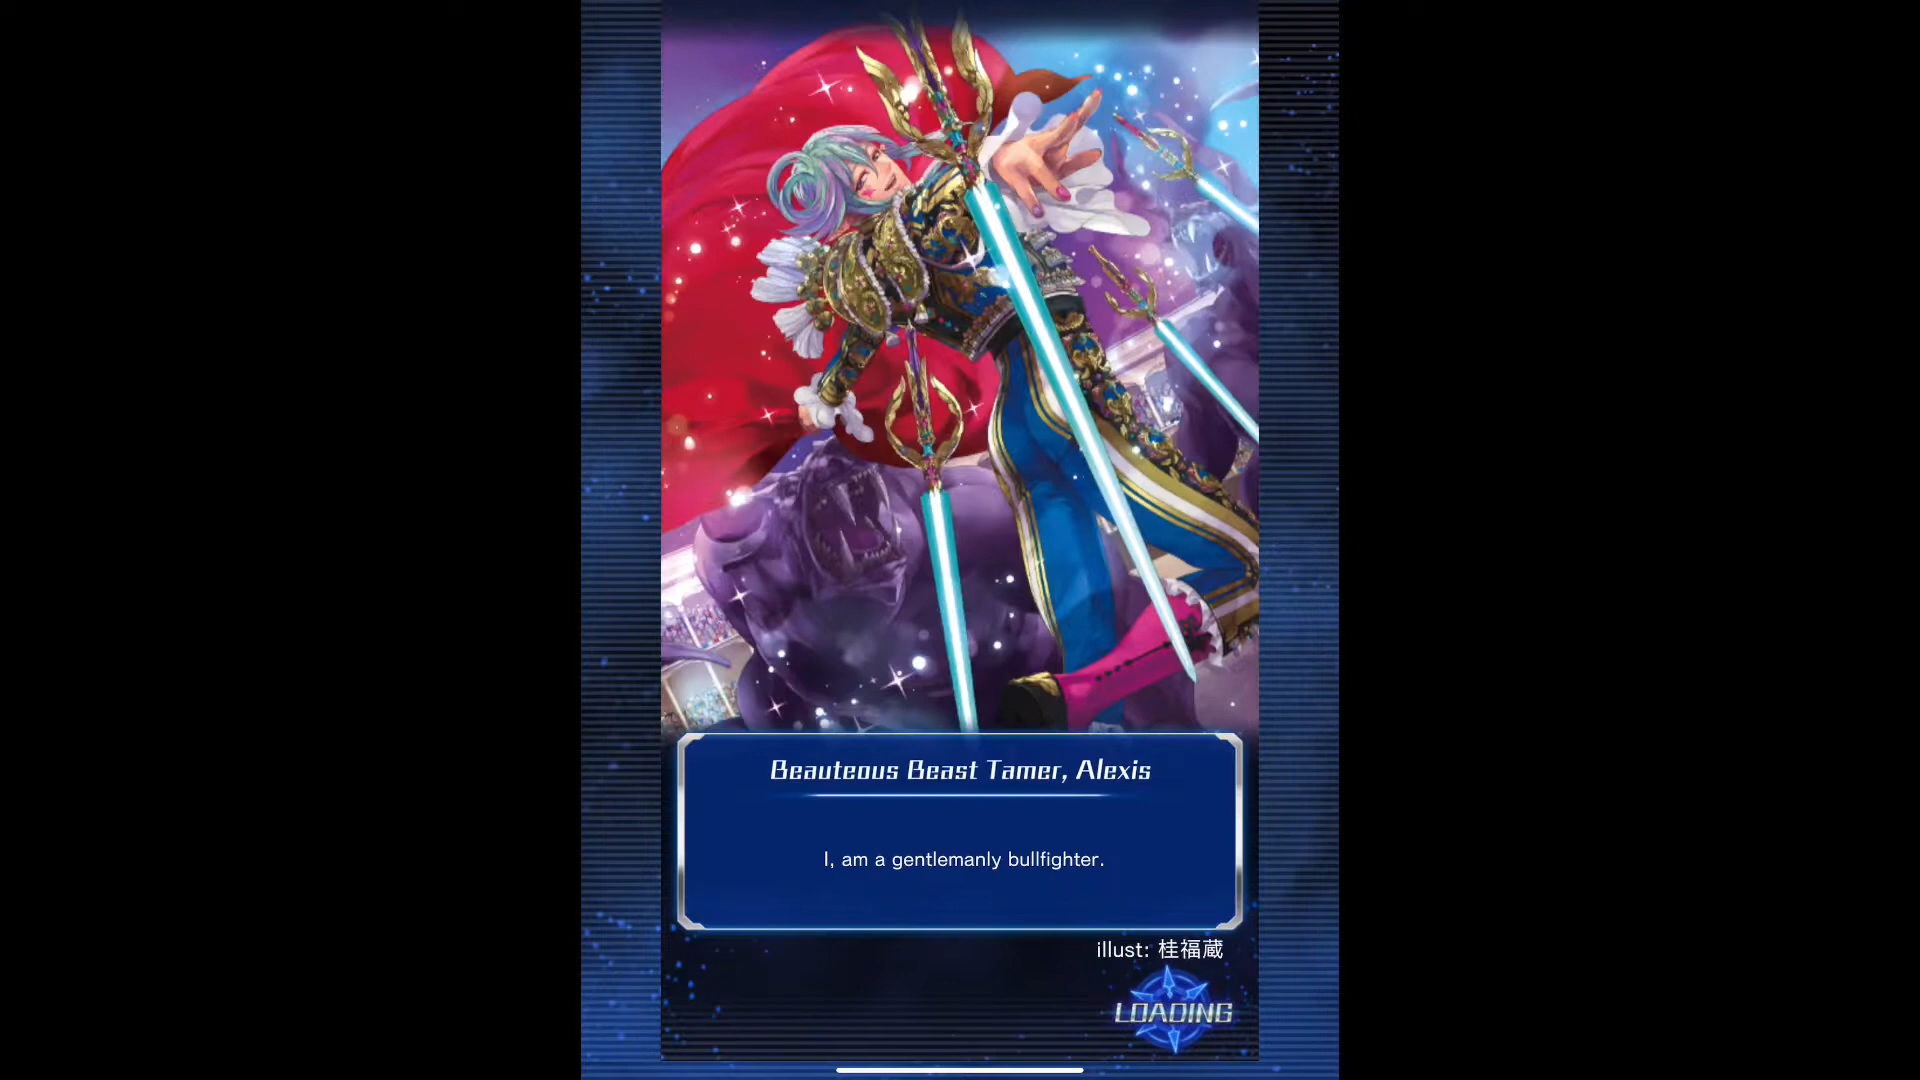 Beauteous Beast Tamer, Alexis
I, am a gentlemanly bullfighter.
illust: 桂福蔵
LOADING